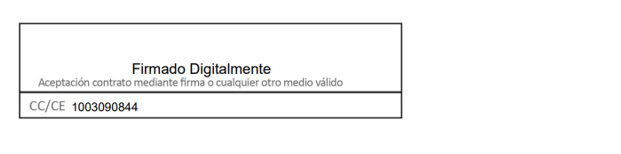 Firmado Digitalmente
Aceptación contrato mediante firma o cualquier otro medio válido
CC/CE 1003090844